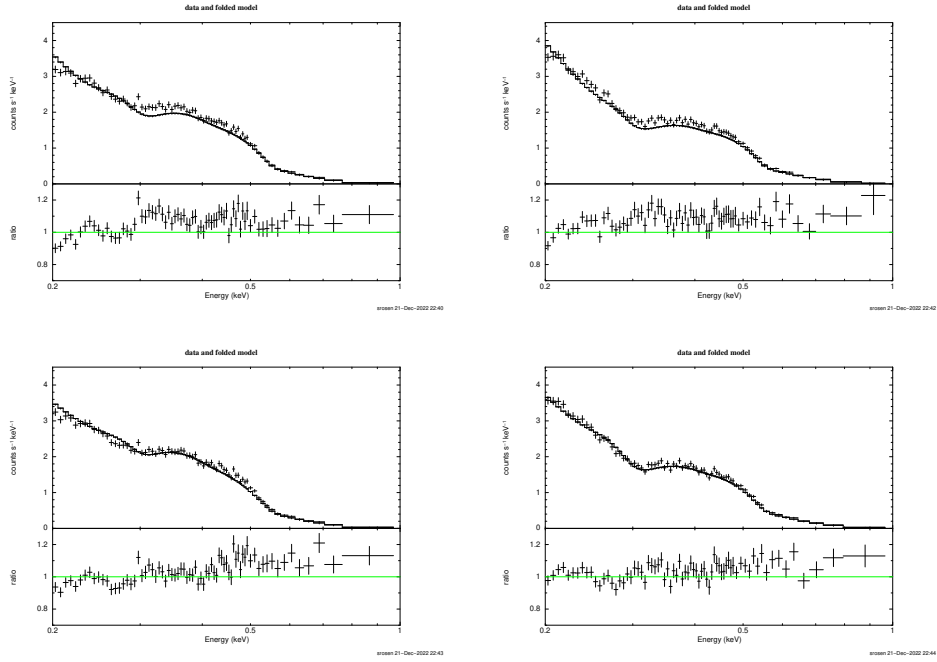 data and folded model
4
3
2
1
0
counts s⁻¹ keV⁻¹
1.2
1
0.8
ratio
0.2
0.5
1
Energy (keV)
srosen 21−Dec−2022 22:40
data and folded model
4
3
2
1
0
counts s⁻¹ keV⁻¹
1.2
1
0.8
ratio
0.2
0.5
1
Energy (keV)
srosen 21−Dec−2022 22:42
data and folded model
4
3
2
1
0
counts s⁻¹ keV⁻¹
1.2
1
0.8
ratio
0.2
0.5
1
Energy (keV)
srosen 21−Dec−2022 22:43
data and folded model
4
3
2
1
0
counts s⁻¹ keV⁻¹
1.2
1
0.8
ratio
0.2
0.5
1
Energy (keV)
srosen 21−Dec−2022 22:44